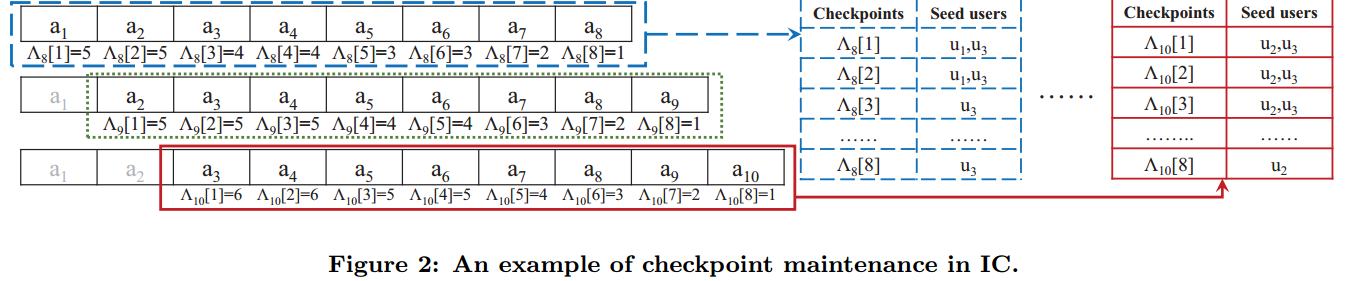 a1 a2 a3 a4 a5 a6 a7 a8
Λ8[1]=5 Λ8[2]=5 Λ8[3]=4 Λ8[4]=4 Λ8[5]=3 Λ8[6]=3 Λ8[7]=2 Λ8[8]=1
a1 a2 a3 a4 a5 a6 a7 a8 a9
Λ9[1]=5 Λ9[2]=5 Λ9[3]=5 Λ9[4]=4 Λ9[5]=4 Λ9[6]=3 Λ9[7]=2 Λ9[8]=1
a1 a2 a3 a4 a5 a6 a7 a8 a9 a10
Λ10[1]=6 Λ10[2]=6 Λ10[3]=5 Λ10[4]=5 Λ10[5]=4 Λ10[6]=3 Λ10[7]=2 Λ10[8]=1
Checkpoints Seed users
Λ8[1] u1,u3
Λ8[2] u1,u3
Λ8[3] u3
...... ......
Λ8[8] u3
......
Checkpoints Seed users
Λ10[1] u2,u3
Λ10[2] u2,u3
Λ10[3] u2,u3
........ ......
Λ10[8] u2
Figure 2: An example of checkpoint maintenance in IC.